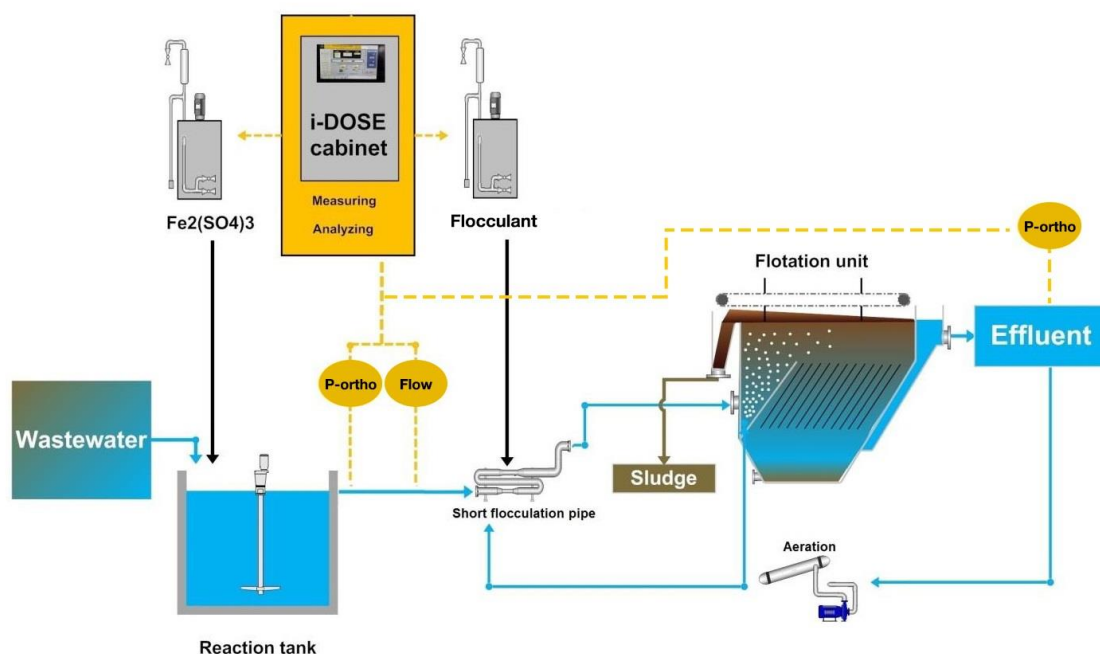 i-DOSE
cabinet
Measuring
Analyzing
Fe2(SO4)3
Flocculant
P-ortho
Flotation unit
Effluent
P-ortho
Flow
Wastewater
Sludge
Short flocculation pipe
Aeration
Reaction tank